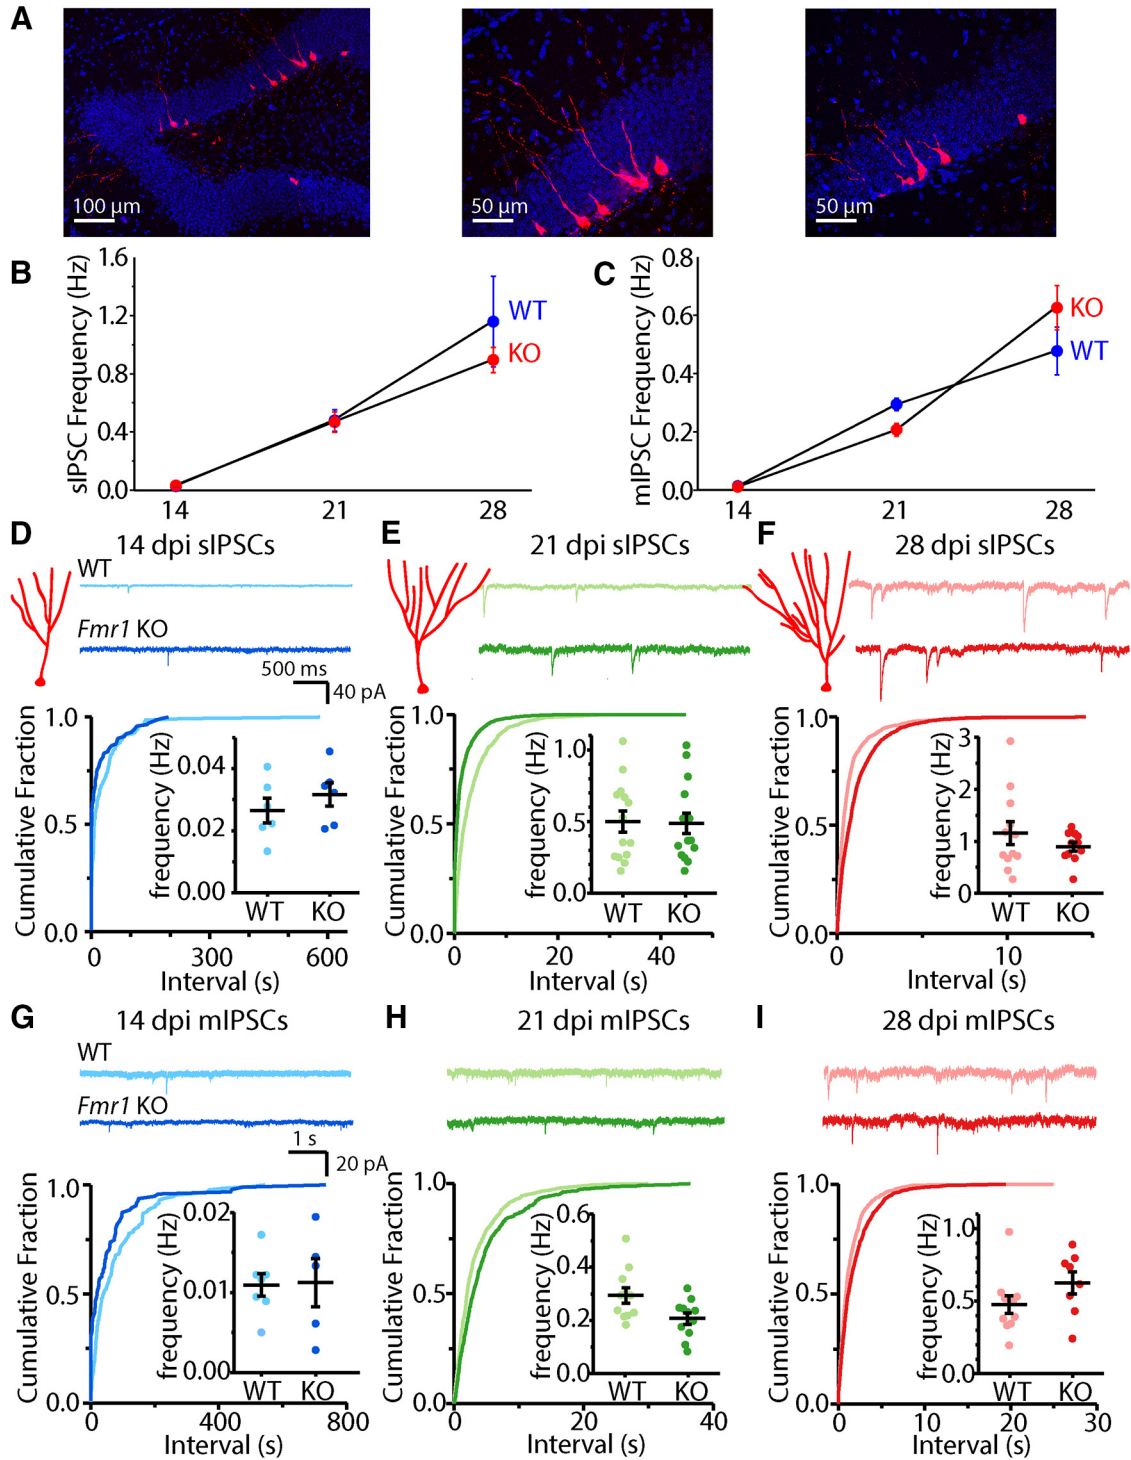 A
100 μm
50 μm
50 μm
B
sIPSC Frequency (Hz)
1.6
1.2
0.8
0.4
0.0
14
21
28
WT
KO
C
mIPSC Frequency (Hz)
0.8
0.6
0.4
0.2
0.0
14
21
28
KO
WT
D
14 dpi sIPSCs
WT
Fmr1 KO
500 ms
40 pA
Cumulative Fraction
1.0
0.5
0.0
0
300
600
Interval (s)
frequency (Hz)
0.04
0.02
0.00
WT
KO
E
21 dpi sIPSCs
Cumulative Fraction
1.0
0.5
0.0
0
20
40
Interval (s)
frequency (Hz)
1.0
0.5
0.0
WT
KO
F
28 dpi sIPSCs
Cumulative Fraction
1.0
0.5
0.0
0
10
Interval (s)
frequency (Hz)
3
2
1
0
WT
KO
G
14 dpi mIPSCs
WT
Fmr1 KO
1 s
20 pA
Cumulative Fraction
1.0
0.5
0.0
0
400
800
Interval (s)
frequency (Hz)
0.02
0.01
0.00
WT
KO
H
21 dpi mIPSCs
Cumulative Fraction
1.0
0.5
0.0
0
20
40
Interval (s)
frequency (Hz)
0.6
0.4
0.2
0.0
WT
KO
I
28 dpi mIPSCs
Cumulative Fraction
1.0
0.5
0.0
0
10
20
30
Interval (s)
frequency (Hz)
1.0
0.5
0.0
WT
KO